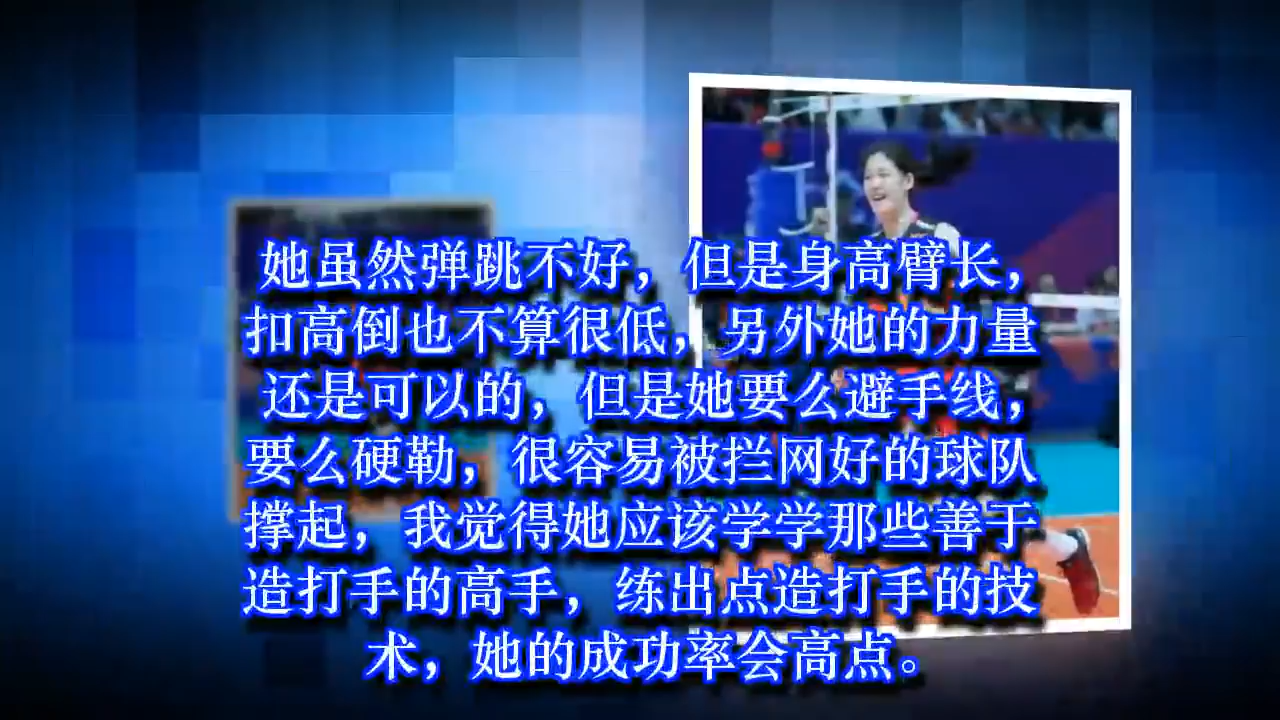 她虽然弹跳不好，但是身高臂长，
扣高倒也不算很低，另外她的力量
还是可以的，但是她要么避手线，
要么硬勒，很容易被拦网好的球队
撑起，我觉得她应该学学那些善于
造打手的高手，练出点造打手的技
术，她的成功率会高点。